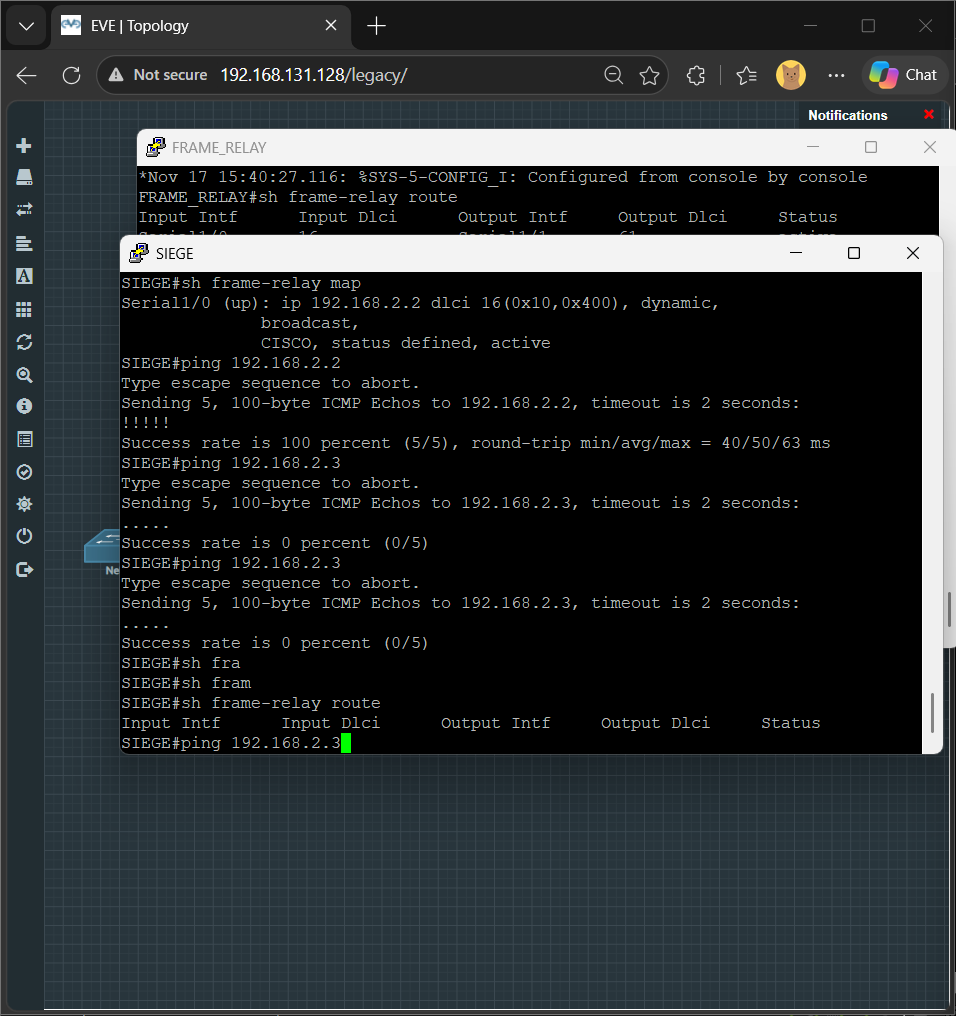 EVE | Topology
Not secure 192.168.131.128/legacy/
Chat
Notifications
FRAME_RELAY
*Nov 17 15:40:27.116: %SYS-5-CONFIG_I: Configured from console by console
FRAME_RELAY#sh frame-relay route
Input Intf Input Dlci Output Intf Output Dlci Status
SIEGE
SIEGE#sh frame-relay map
Serial1/0 (up): ip 192.168.2.2 dlci 16(0x10,0x400), dynamic,
broadcast,
CISCO, status defined, active
SIEGE#ping 192.168.2.2
Type escape sequence to abort.
Sending 5, 100-byte ICMP Echos to 192.168.2.2, timeout is 2 seconds:
!!!!!
Success rate is 100 percent (5/5), round-trip min/avg/max = 40/50/63 ms
SIEGE#ping 192.168.2.3
Type escape sequence to abort.
Sending 5, 100-byte ICMP Echos to 192.168.2.3, timeout is 2 seconds:
.....
Success rate is 0 percent (0/5)
SIEGE#ping 192.168.2.3
Type escape sequence to abort.
Sending 5, 100-byte ICMP Echos to 192.168.2.3, timeout is 2 seconds:
.....
Success rate is 0 percent (0/5)
SIEGE#sh fra
SIEGE#sh fram
SIEGE#sh frame-relay route
Input Intf Input Dlci Output Intf Output Dlci Status
SIEGE#ping 192.168.2.3
Ne